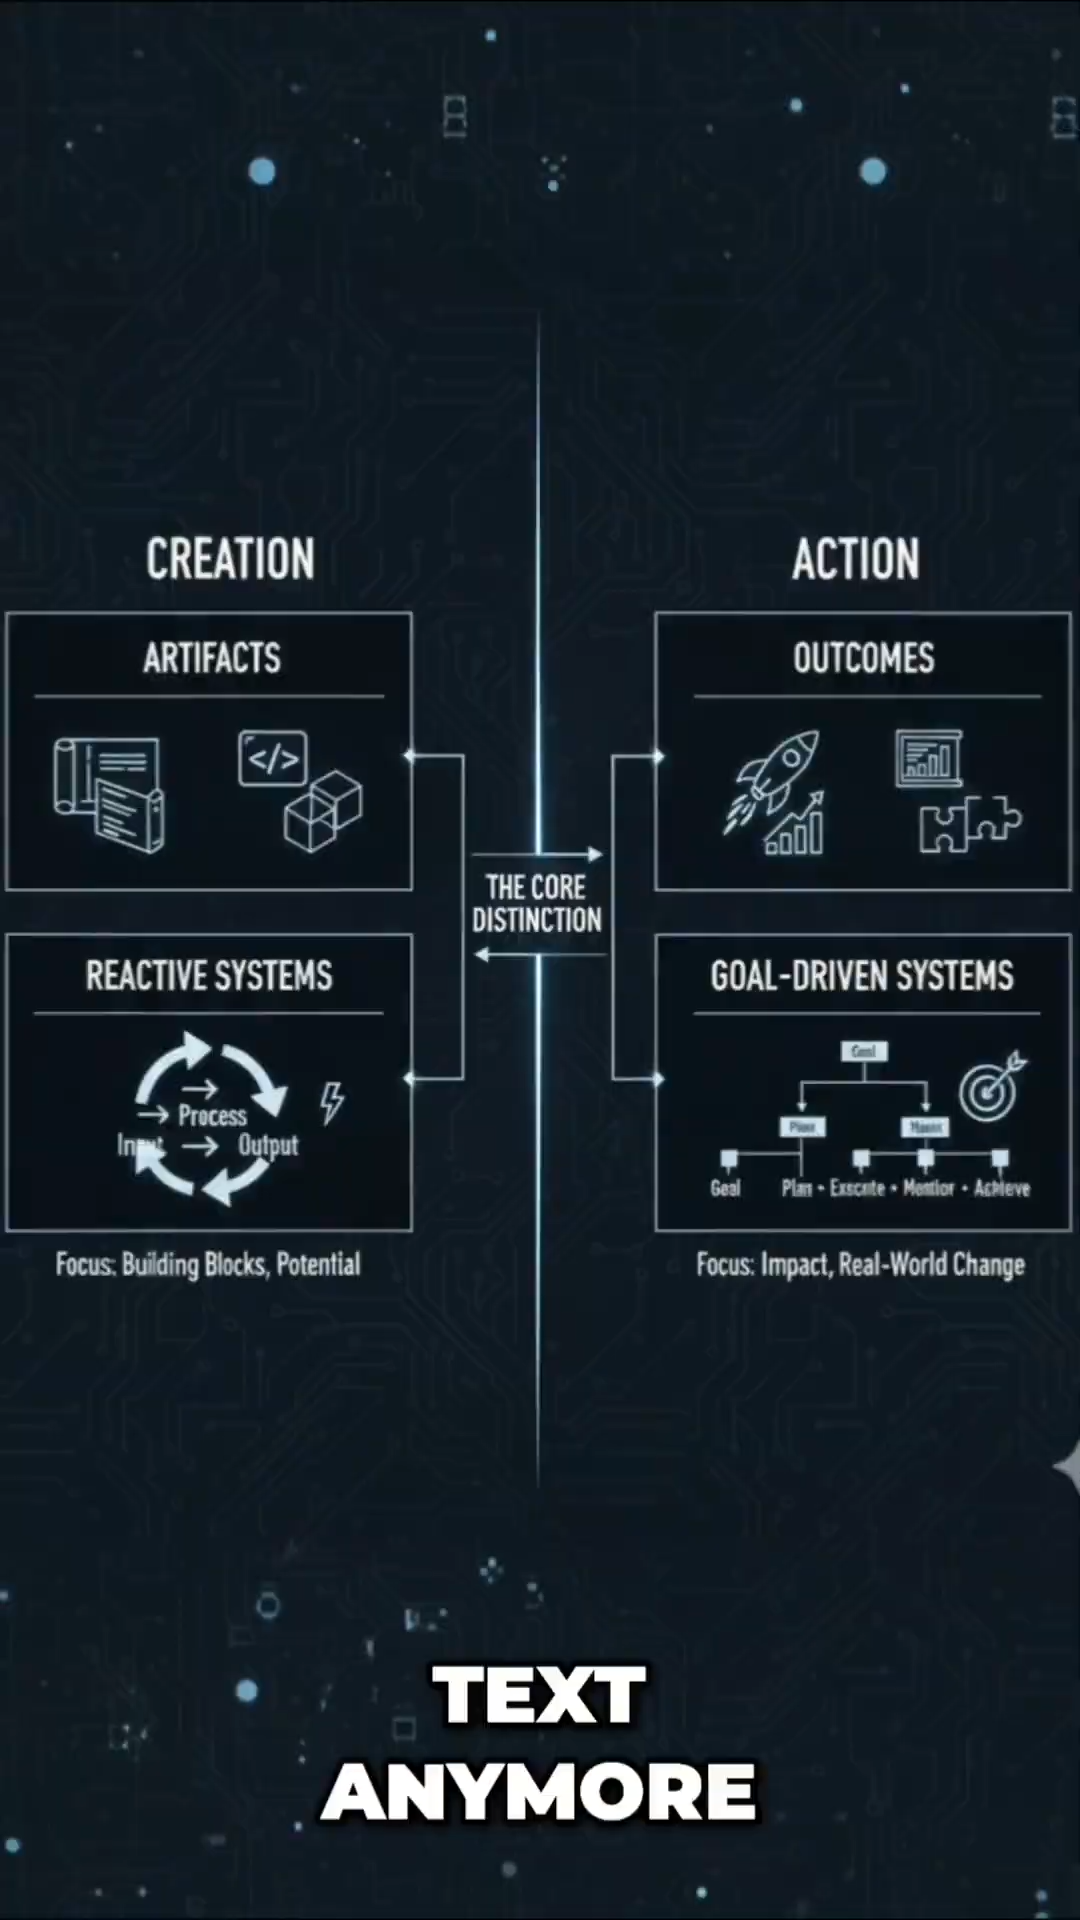 CREATION
ARTIFACTS
</>
REACTIVE SYSTEMS
Process
Output
Focus: Building Blocks, Potential
THE CORE
DISTINCTION
ACTION
OUTCOMES
GOAL-DRIVEN SYSTEMS
Goal
Goal
Plan • Execute • • Achieve
Focus: Impact, Real-World Change
TEXT
ANYMORE